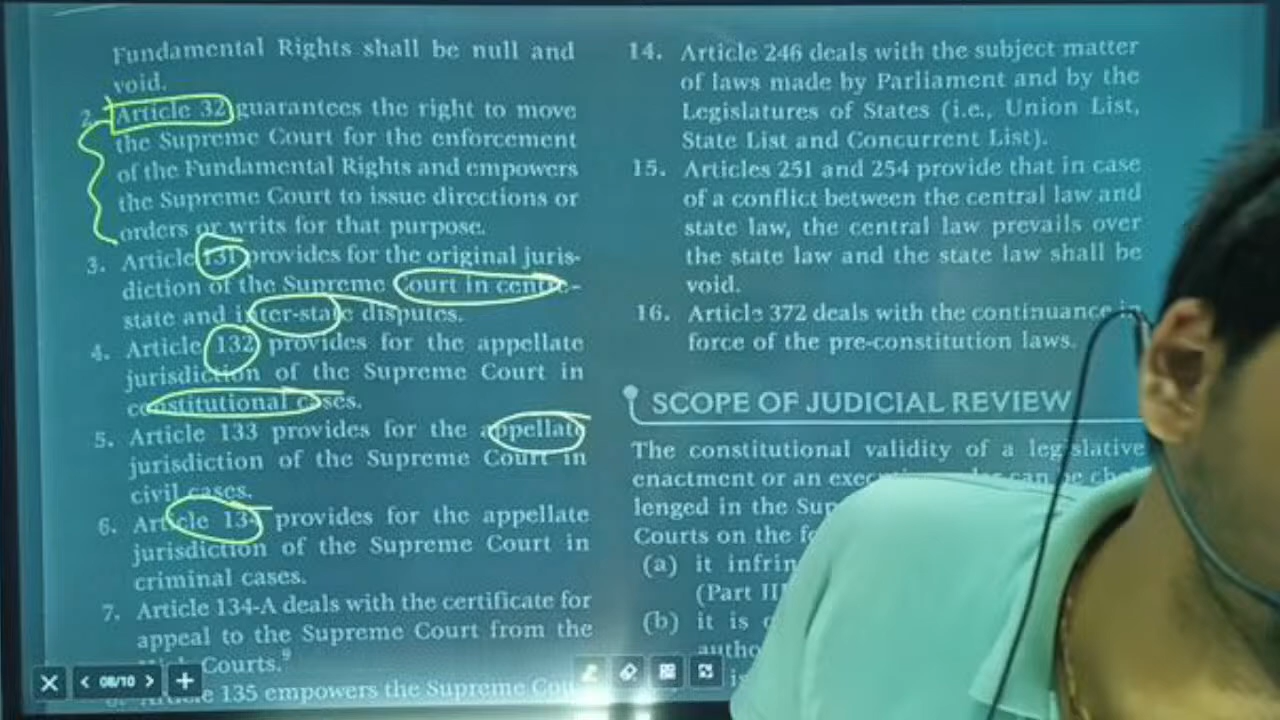 Fundamental Rights shall be null and
void.
2. Article 32 guarantees the right to move
the Supreme Court for the enforcement
of the Fundamental Rights and empowers
the Supreme Court to issue directions or
orders or writs for that purpose.
3. Article 131 provides for the original juris-
diction of the Supreme Court in centre-
state and inter-state disputes.
4. Article 132 provides for the appellate
jurisdiction of the Supreme Court in
constitutional cases.
5. Article 133 provides for the appellate
jurisdiction of the Supreme Court in
civil cases.
6. Article 134 provides for the appellate
jurisdiction of the Supreme Court in
criminal cases.
7. Article 134-A deals with the certificate for
appeal to the Supreme Court from the
Courts.9
135 empowers the Supreme
08/10
14. Article 246 deals with the subject matter
of laws made by Parliament and by the
Legislatures of States (i.e., Union List,
State List and Concurrent List).
15. Articles 251 and 254 provide that in case
of a conflict between the central law and
state law, the central law prevails over
the state law and the state law shall be
void.
16. Article 372 deals with the continuance in
force of the pre-constitution laws.
SCOPE OF JUDICIAL REVIEW
The constitutional validity of a legislative
enactment or an
lenged in the
Courts on the
(a) it
(Part
(b) it is